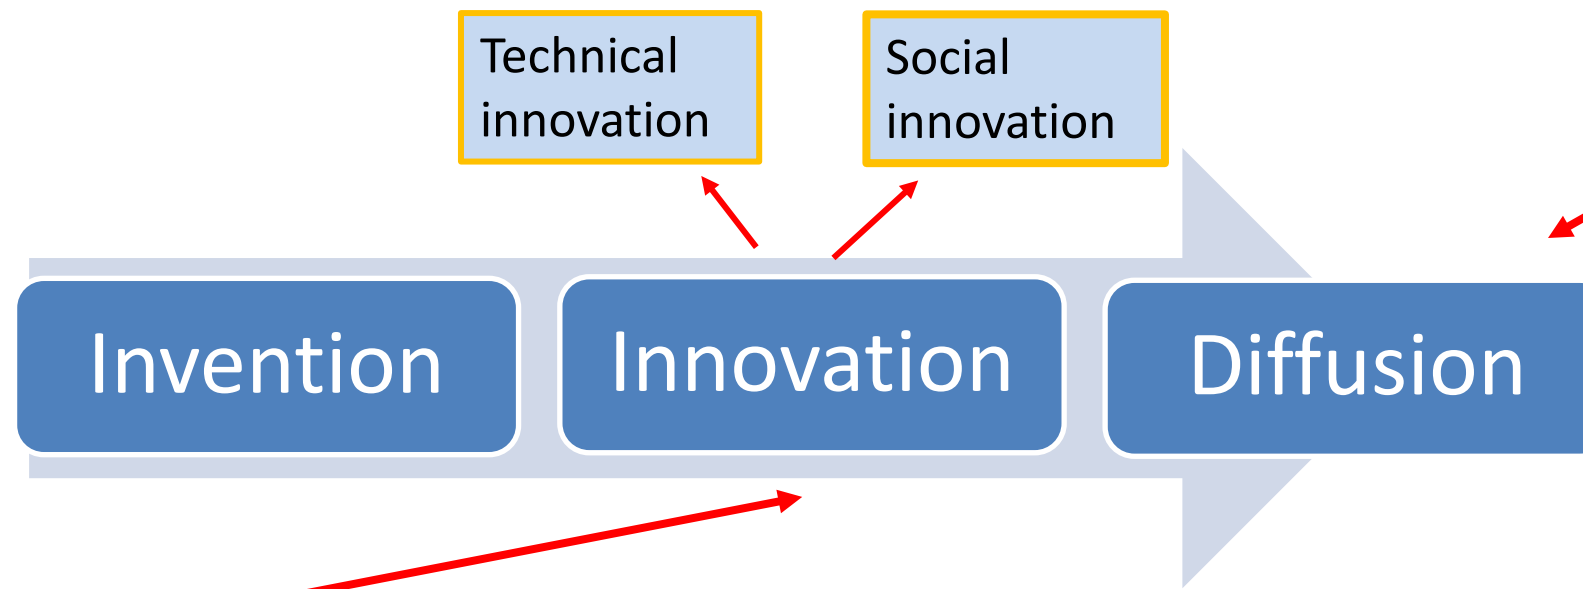 Technical
innovation
Social
innovation
Invention
Innovation
Diffusion